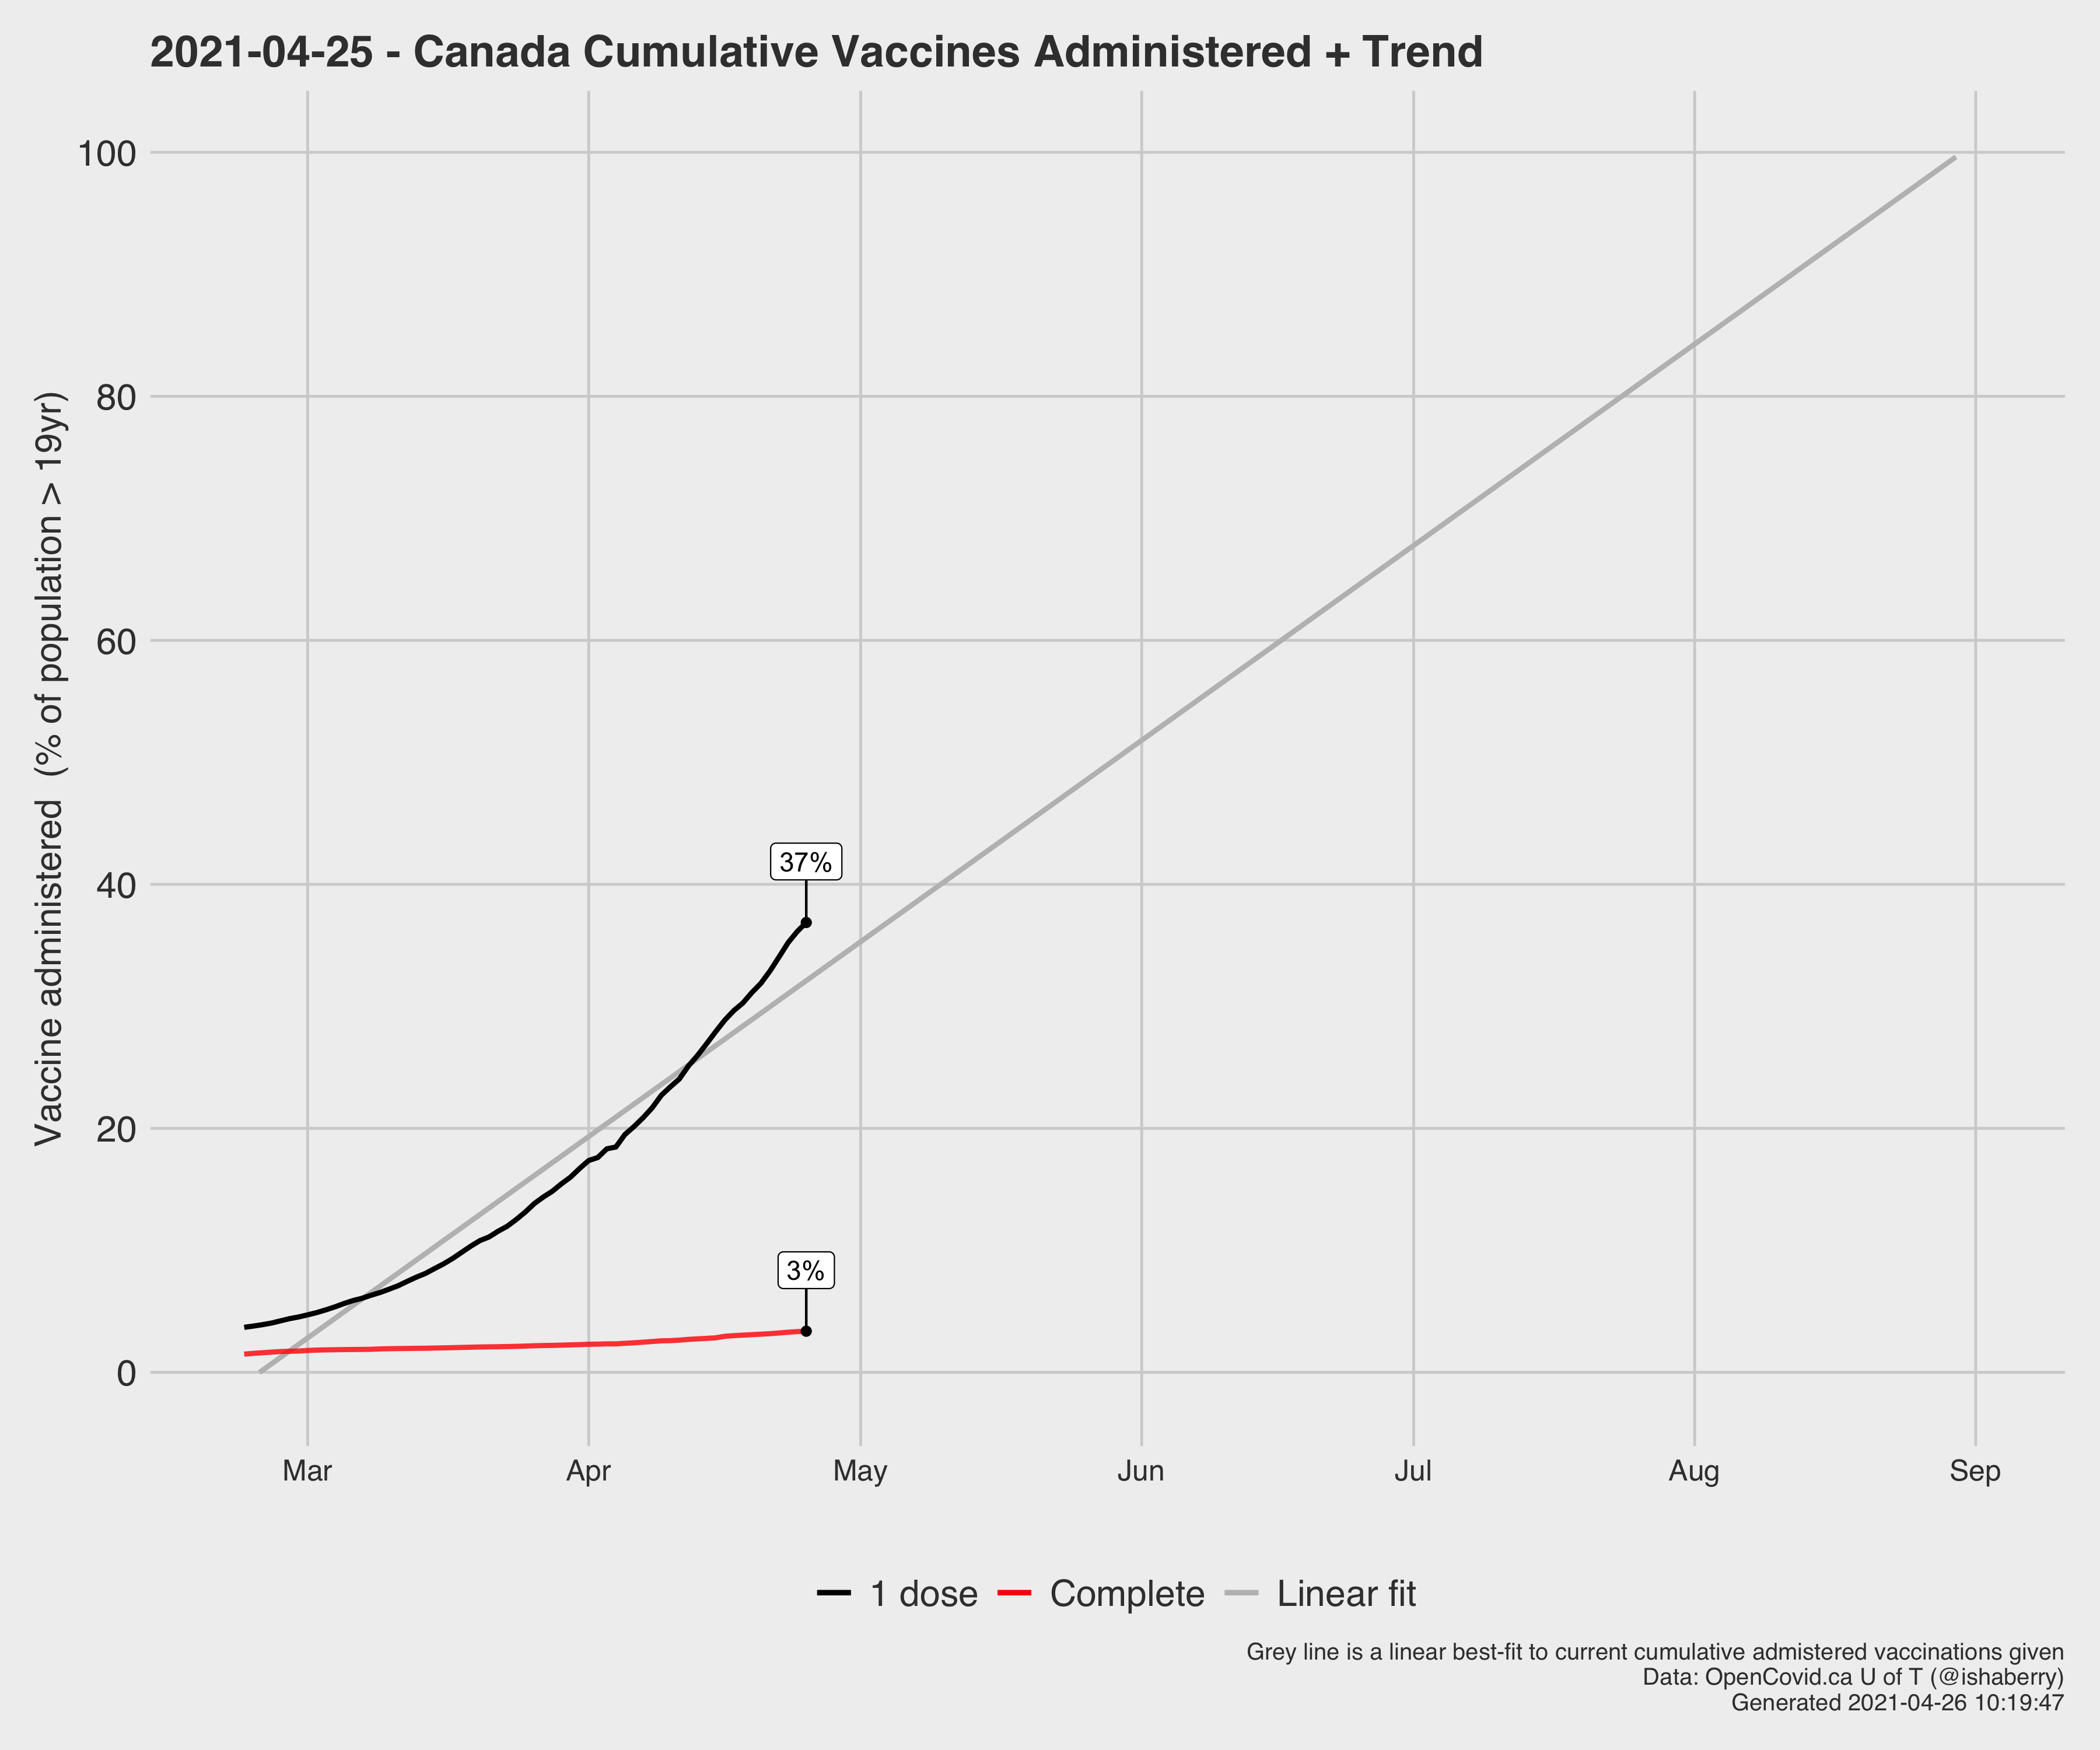 2021-04-25 - Canada Cumulative Vaccines Administered + Trend
Vaccine administered (% of population > 19yr)
100
80
60
40
20
0
37%
3%
Mar Apr May Jun Jul Aug Sep
1 dose Complete Linear fit
Grey line is a linear best-fit to current cumulative admistered vaccinations given
Data: OpenCovid.ca U of T (@ishaberry)
Generated 2021-04-26 10:19:47